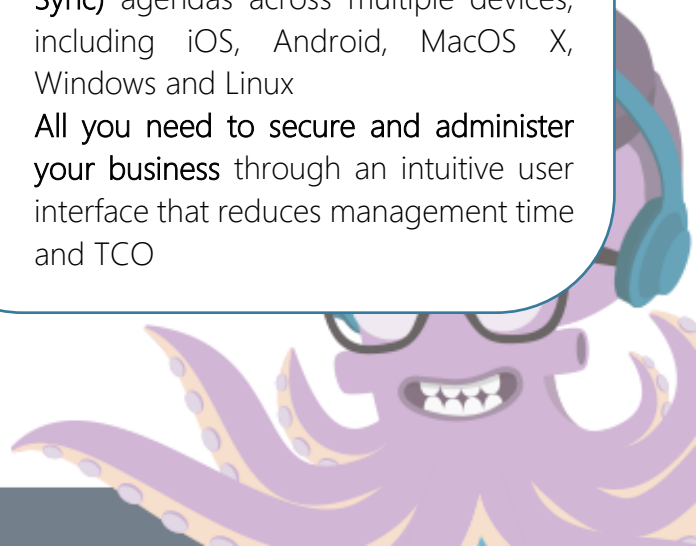 Sync) agendas across multiple devices,
including iOS, Android, MacOS X,
Windows and Linux
All you need to secure and administer
your business through an intuitive user
interface that reduces management time
and TCO